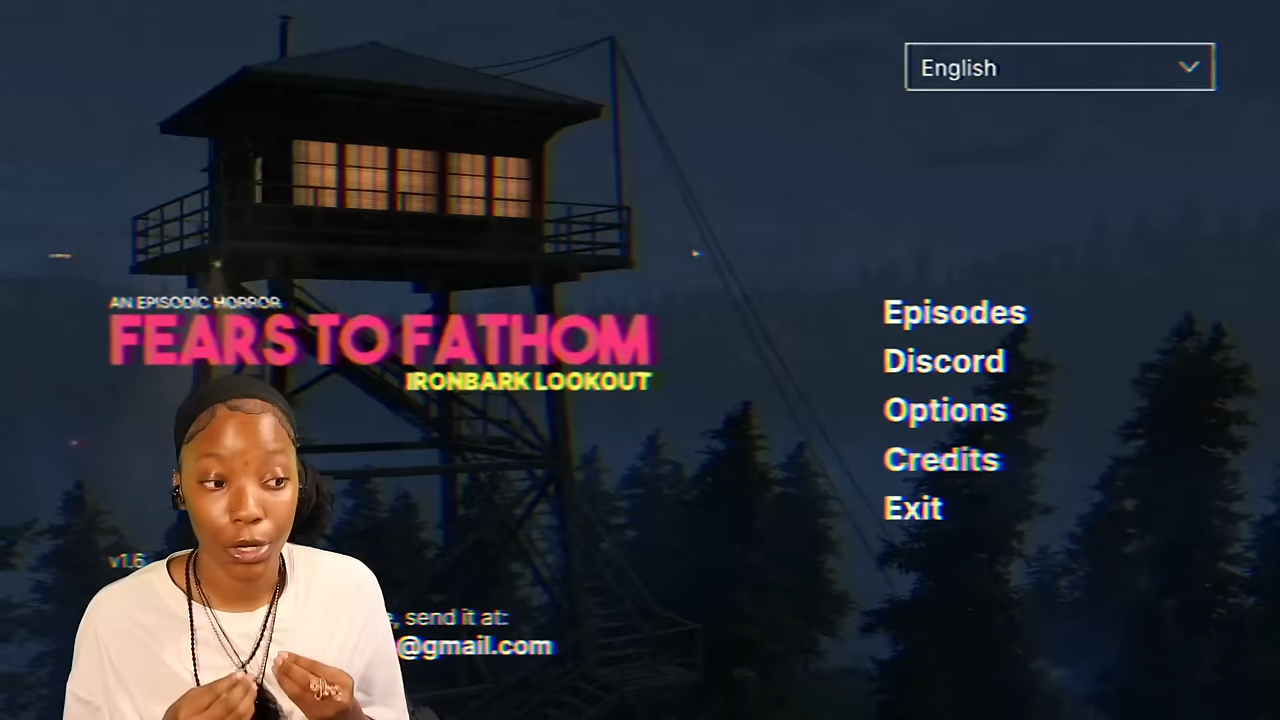 English
AN EPISODIC HORROR
FEARS TO FATHOM
IRONBARK LOOKOUT
Episodes
Discord
Options
Credits
Exit
v1.6
send it at:
@gmail.com